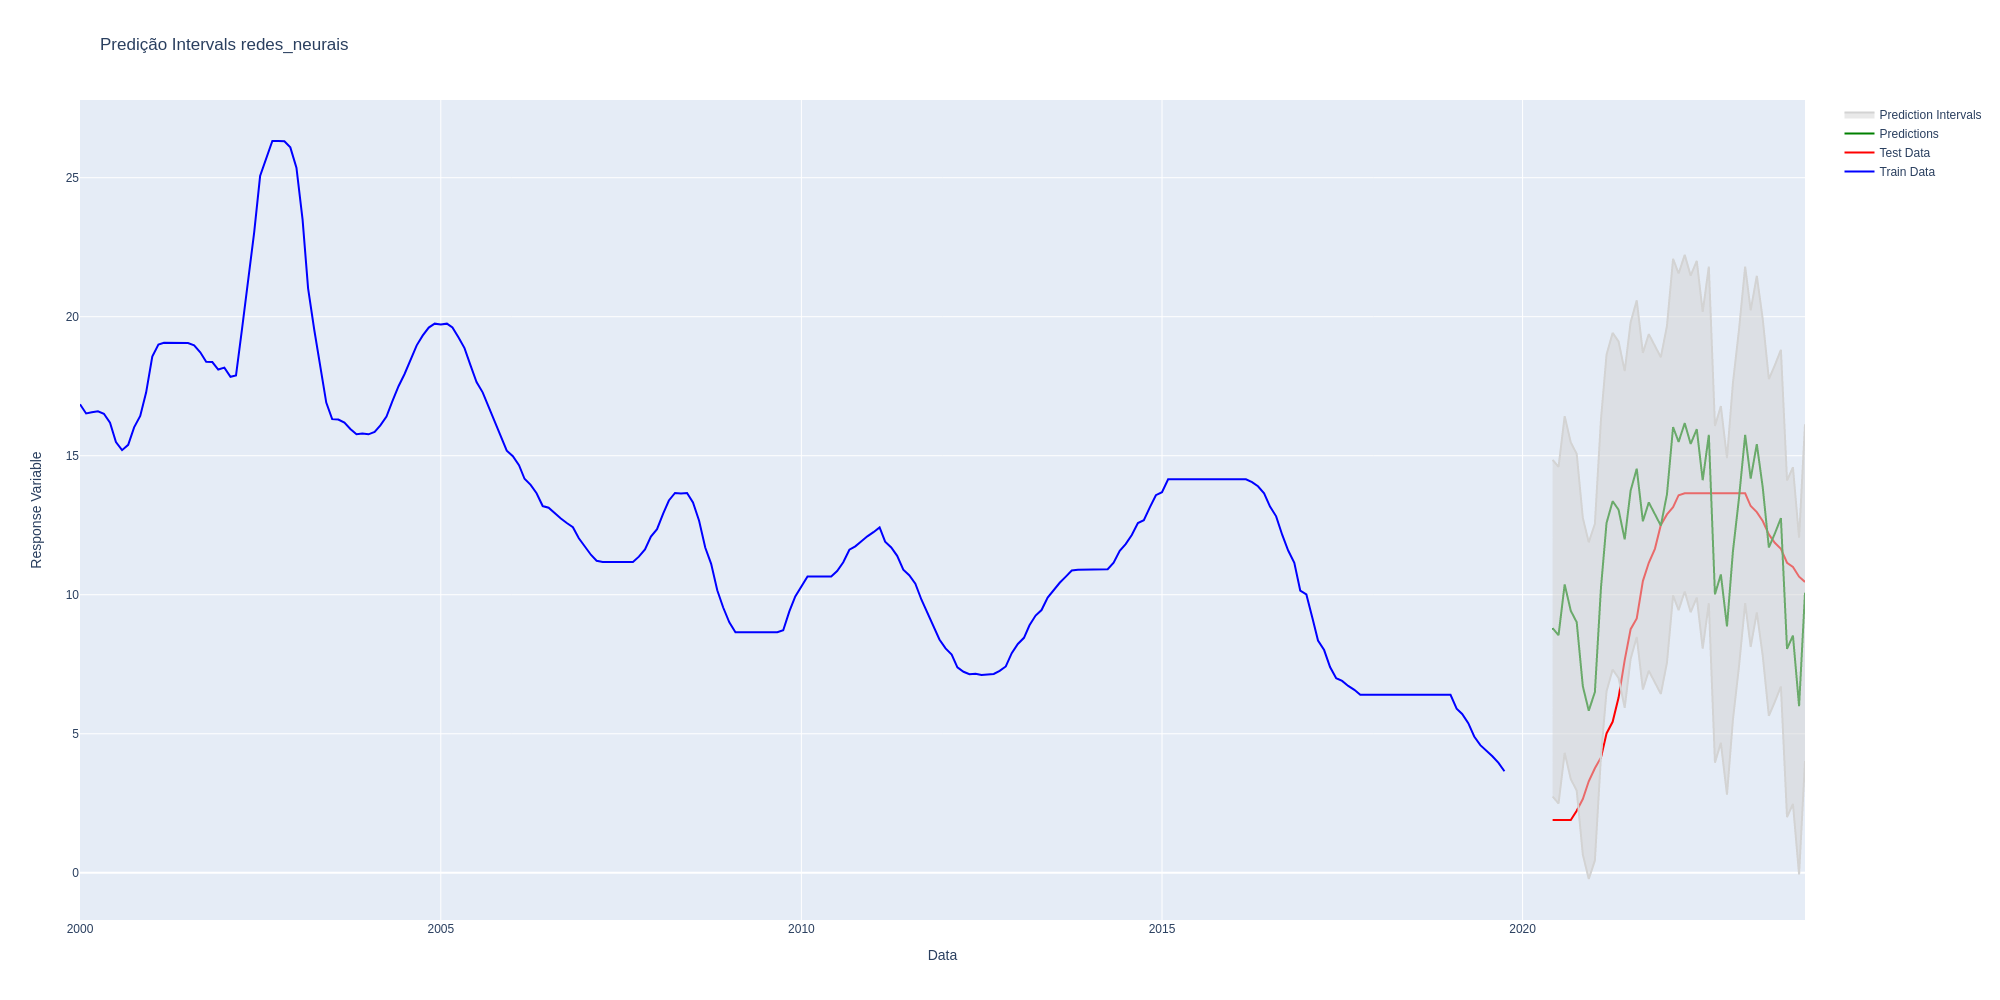 Predição Intervals redes_neurais
Prediction Intervals
Predictions
Test Data
Train Data
25
20
15
10
5
0
Response Variable
2000
2005
2010
2015
2020
Data